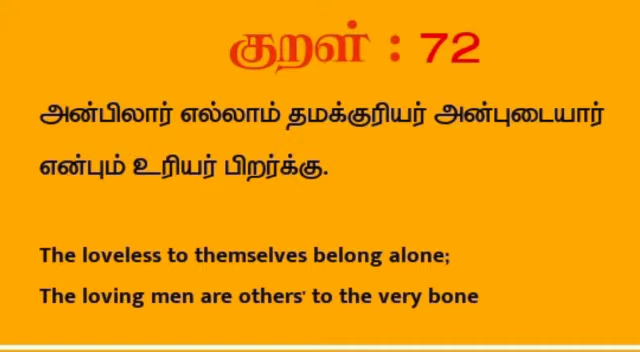 குறள் : 72
அன்பிலார் எல்லாம் தமக்குரியர் அன்புடையார்
என்பும் உரியர் பிறர்க்கு.
The loveless to themselves belong alone;
The loving men are others' to the very bone